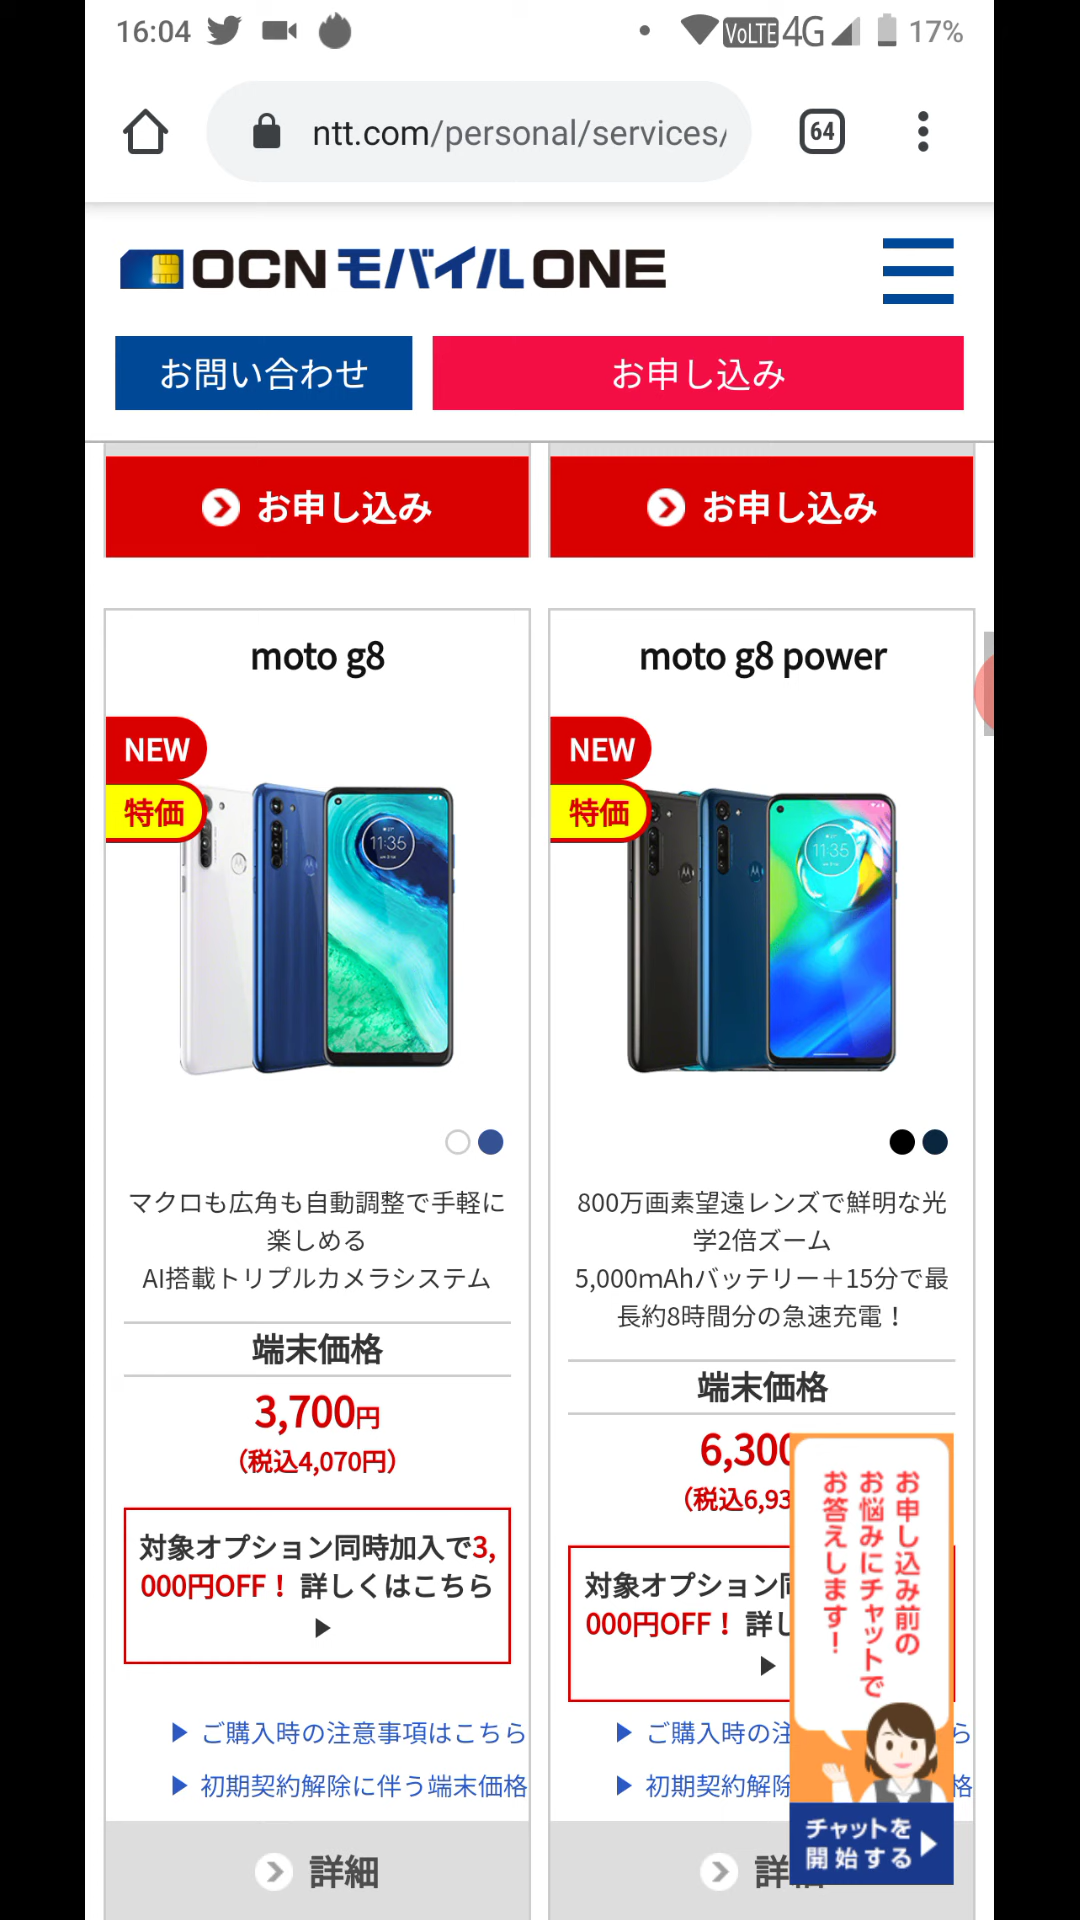 16:04
VoLTE 4G 17%
ntt.com/personal/services/
64
OCN モバイル ONE
お問い合わせ
お申し込み
お申し込み
お申し込み
moto g8
NEW
特価
11:35
マクロも広角も自動調整で手軽に
楽しめる
AI搭載トリプルカメラシステム
端末価格
3,700円
(税込4,070円)
対象オプション同時加入で3,
000円OFF！ 詳しくはこちら
▶
▶ ご購入時の注意事項はこちら
▶ 初期契約解除に伴う端末価格
詳細
moto g8 power
NEW
特価
11:35
800万画素望遠レンズで鮮明な光
学2倍ズーム
5,000mAhバッテリー＋15分で最
長約8時間分の急速充電！
端末価格
6,300
(税込6,93
対象オプション同
000円OFF！ 詳し
▶
▶ ご購入時の注 ら
▶ 初期契約解除 格
詳細
お申し込み前の
お悩みにチャットで
お答えします！
チャットを
開始する